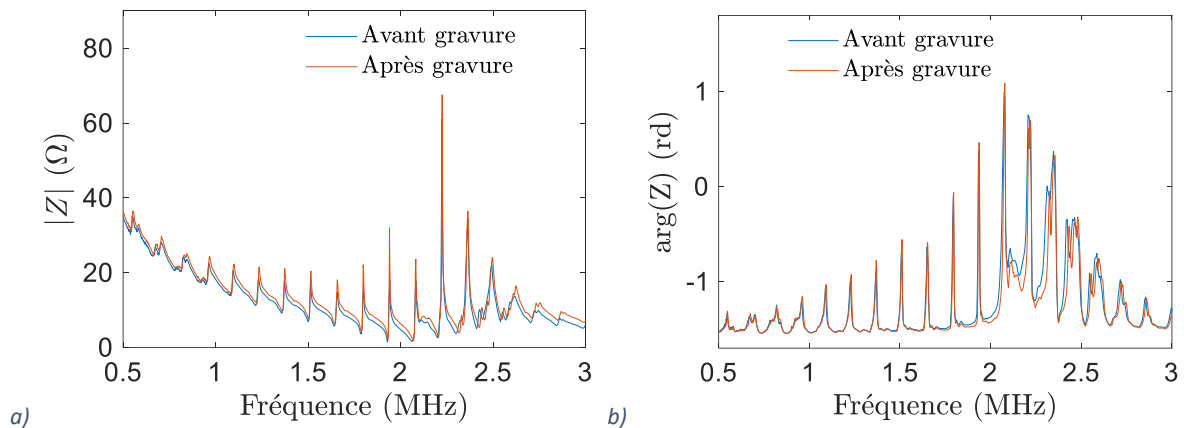 80
60
40
20
0
|Z| (Ω)
Avant gravure
Après gravure
0.5 1 1.5 2 2.5 3
Fréquence (MHz)
a)
1
0
-1
arg(Z) (rd)
Avant gravure
Après gravure
0.5 1 1.5 2 2.5 3
Fréquence (MHz)
b)